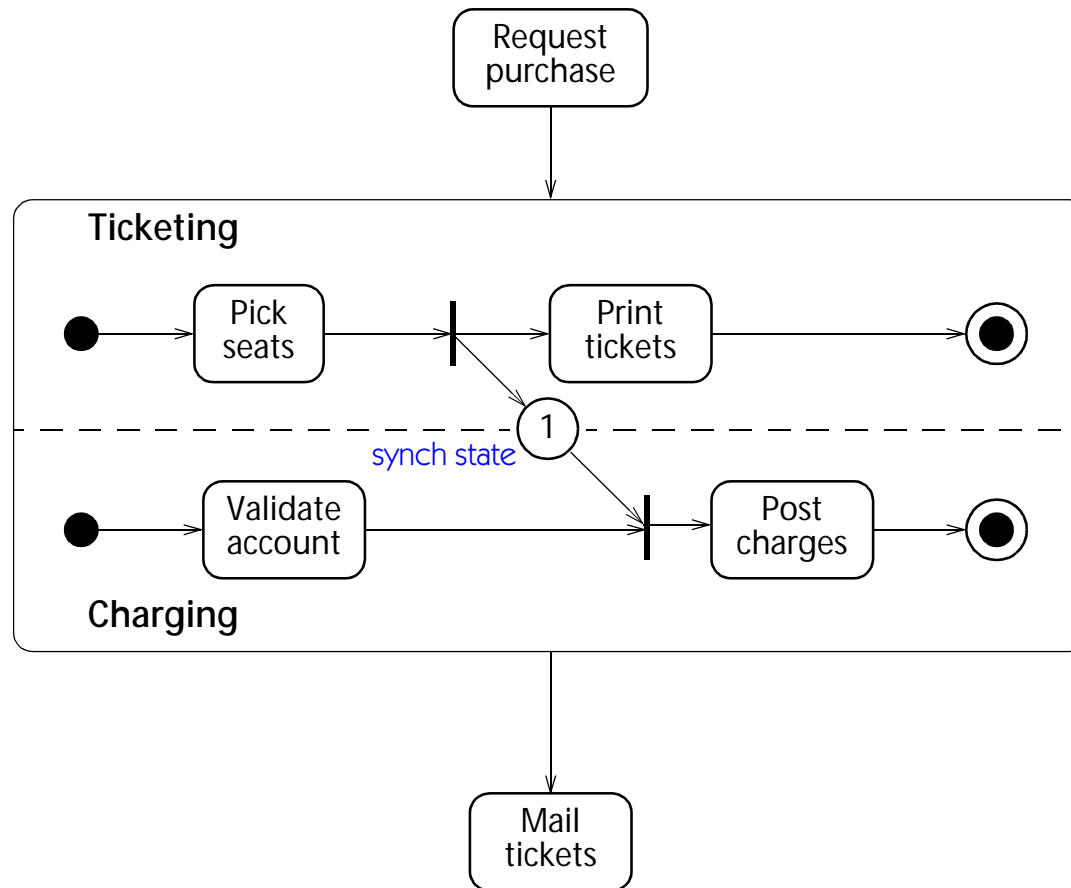 Request
purchase
Ticketing
Pick
seats
Print
tickets
1
synch state
Validate
account
Post
charges
Charging
Mail
tickets